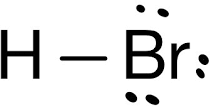 H — Br